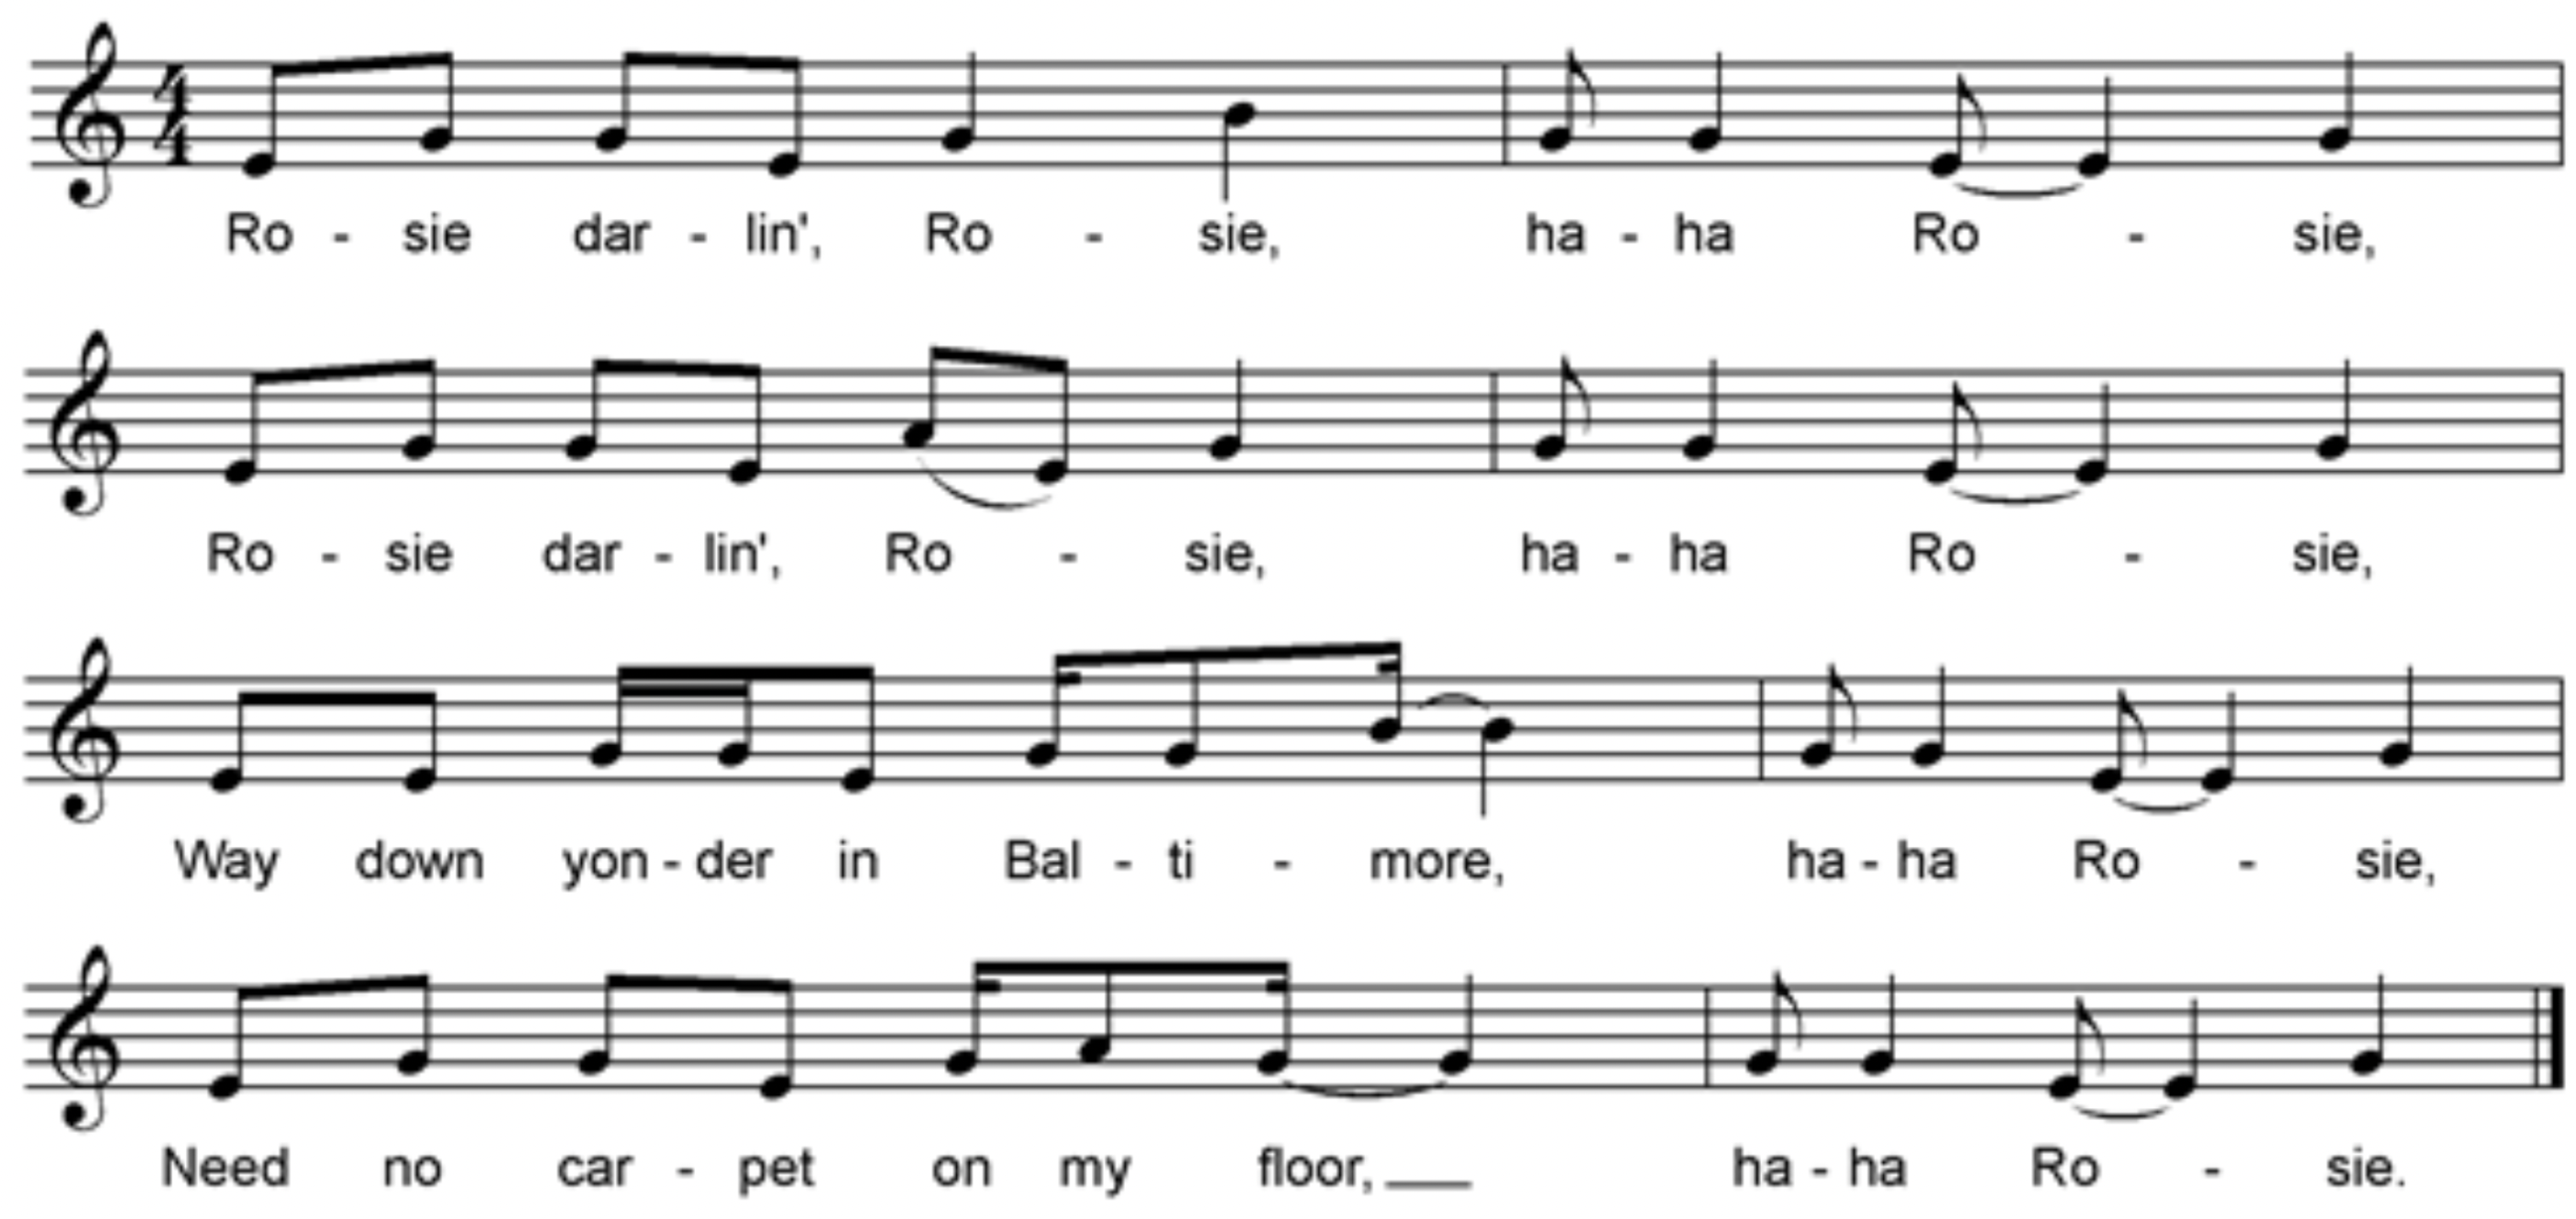 4
4
Ro - sie dar - lin', Ro - sie, ha - ha Ro - sie,
Ro - sie dar - lin', Ro - sie, ha - ha Ro - sie,
Way down yon - der in Bal - ti - more, ha - ha Ro - sie,
Need no car - pet on my floor, ___ ha - ha Ro - sie.